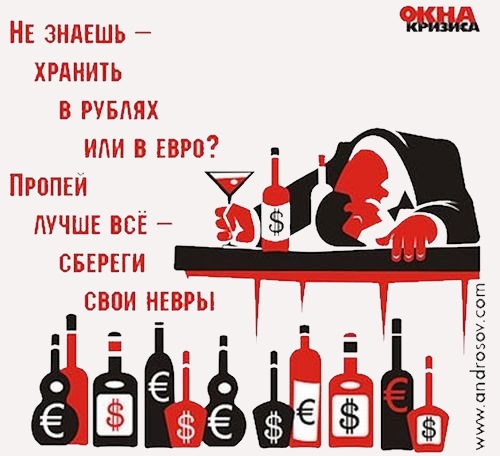 ОКНА
КРИЗИСА
Не знаешь –
хранить
в рублях
или в евро?
Пропей
лучше всё –
сбереги
свои невры
$
€ $ € $ € $ € $ € $
www.androsov.com